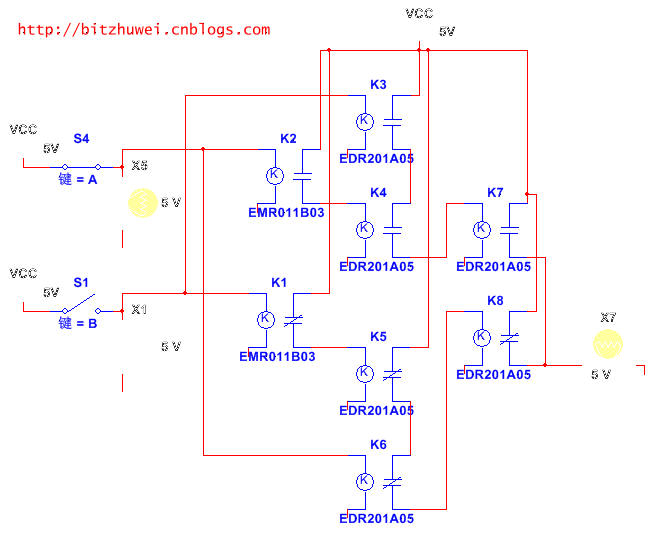 http://bitzhuwei.cnblogs.com
VCC
5V
K3
K
EDR201A05
VCC
5V
S4
键 = A
X5
5 V
K2
K
EMR011B03
K4
K
EDR201A05
K7
K
EDR201A05
VCC
5V
S1
键 = B
X1
5 V
K1
K
EMR011B03
K5
K
EDR201A05
K8
K
EDR201A05
X7
5 V
K6
K
EDR201A05